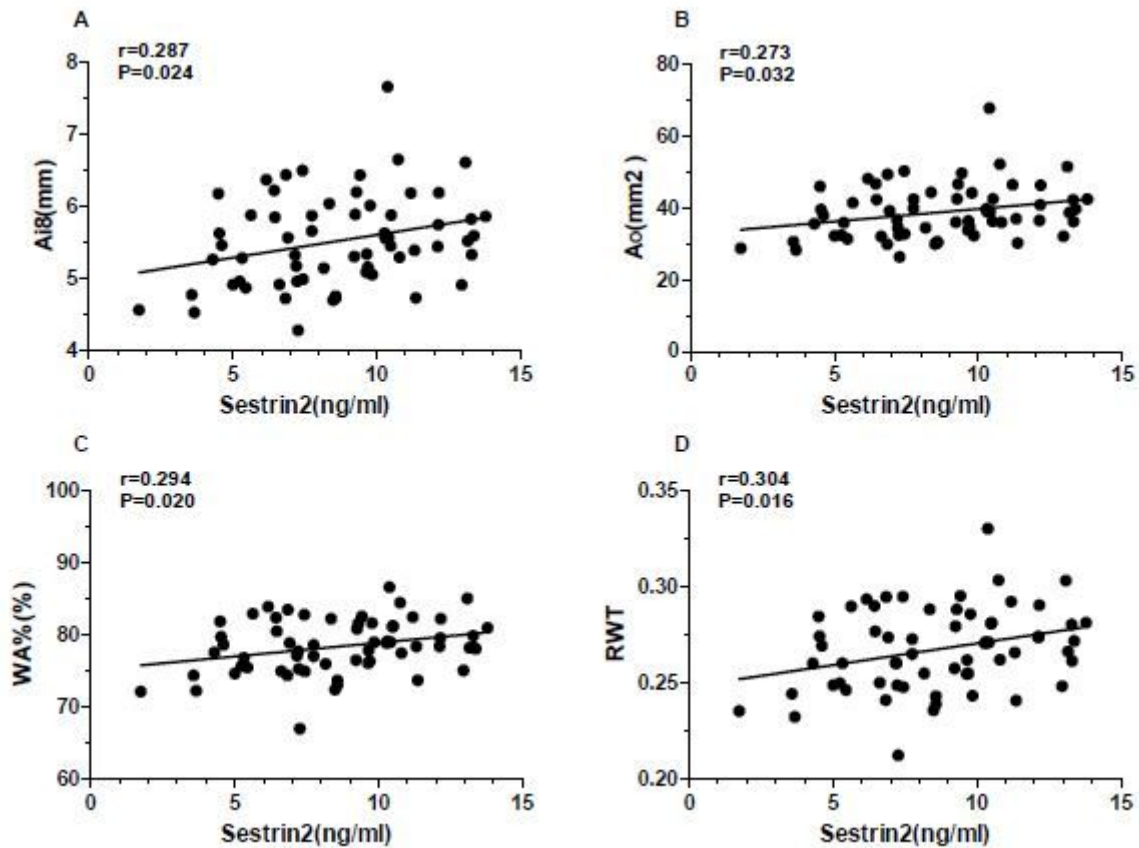 A
r=0.287
P=0.024
8
7
6
5
4
Ai8(mm)
0 5 10 15
Sestrin2(ng/ml)
B
r=0.273
P=0.032
80
60
40
20
0
Ao(mm2 )
0 5 10 15
Sestrin2(ng/ml)
C
r=0.294
P=0.020
100
90
80
70
60
WA%(%)
0 5 10 15
Sestrin2(ng/ml)
D
r=0.304
P=0.016
0.35
0.30
0.25
0.20
RWT
0 5 10 15
Sestrin2(ng/ml)